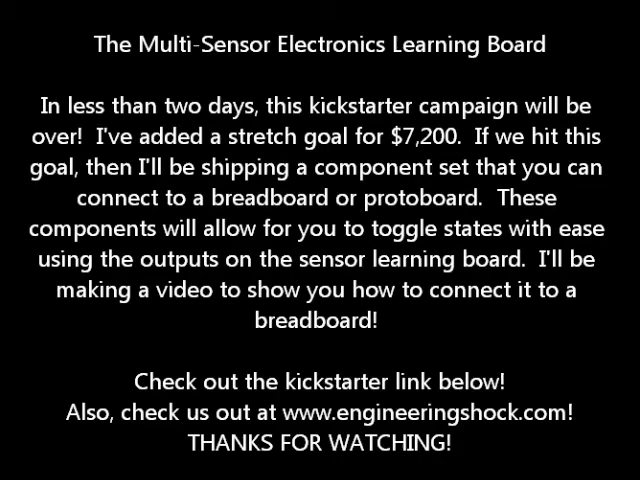 The Multi-Sensor Electronics Learning Board
In less than two days, this kickstarter campaign will be
over!  I've added a stretch goal for $7,200.  If we hit this
goal, then I'll be shipping a component set that you can
connect to a breadboard or protoboard.  These
components will allow for you to toggle states with ease
using the outputs on the sensor learning board.  I'll be
making a video to show you how to connect it to a
breadboard!
Check out the kickstarter link below!
Also, check us out at www.engineeringshock.com!
THANKS FOR WATCHING!